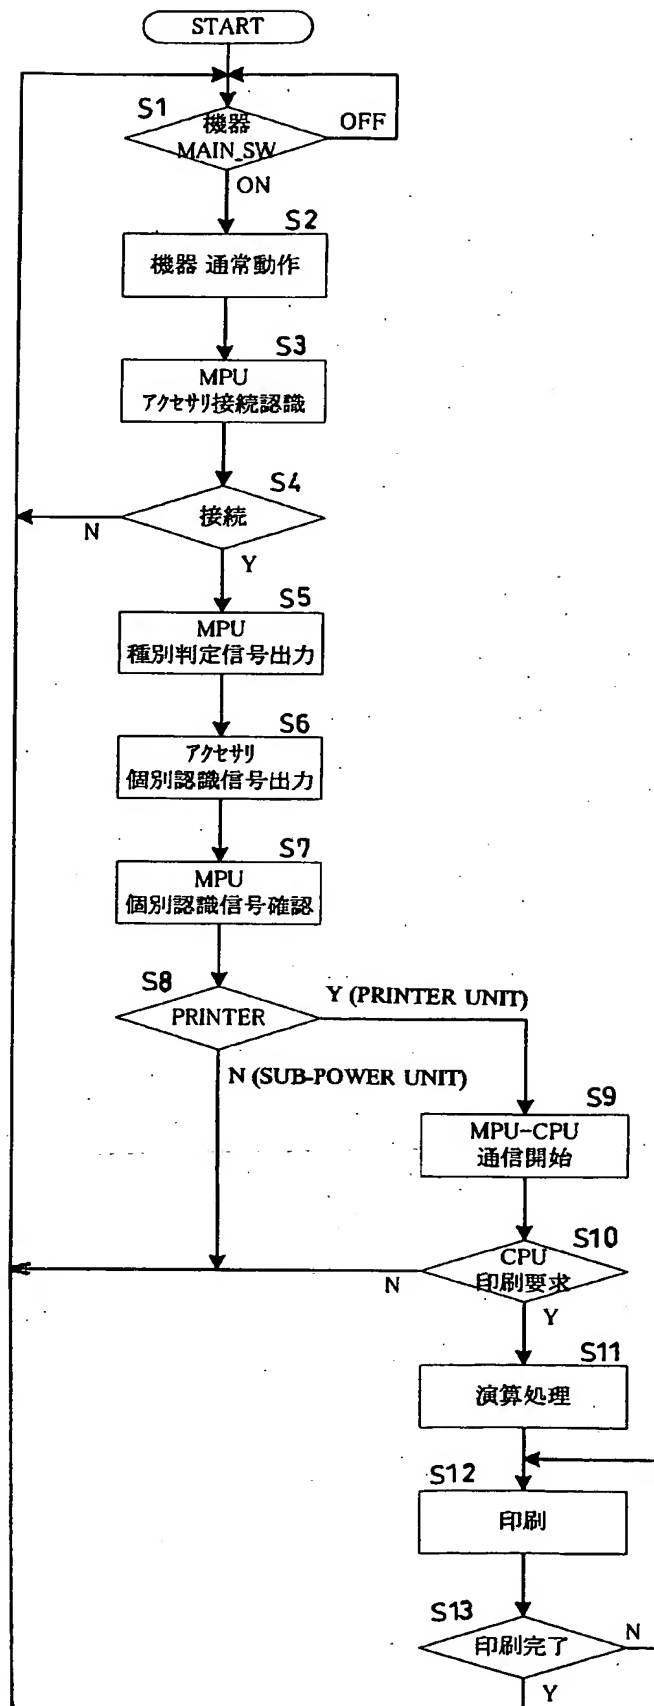 START
S1
機器
MAIN_SW
OFF
ON
S2
機器 通常動作
S3
MPU
アクセサリ接続認識
S4
接続
N
Y
S5
MPU
種別判定信号出力
S6
アクセサリ
個別認識信号出力
S7
MPU
個別認識信号確認
S8
PRINTER
Y (PRINTER UNIT)
N (SUB-POWER UNIT)
S9
MPU-CPU
通信開始
S10
CPU
印刷要求
N
Y
S11
演算処理
S12
印刷
S13
印刷完了
N
Y